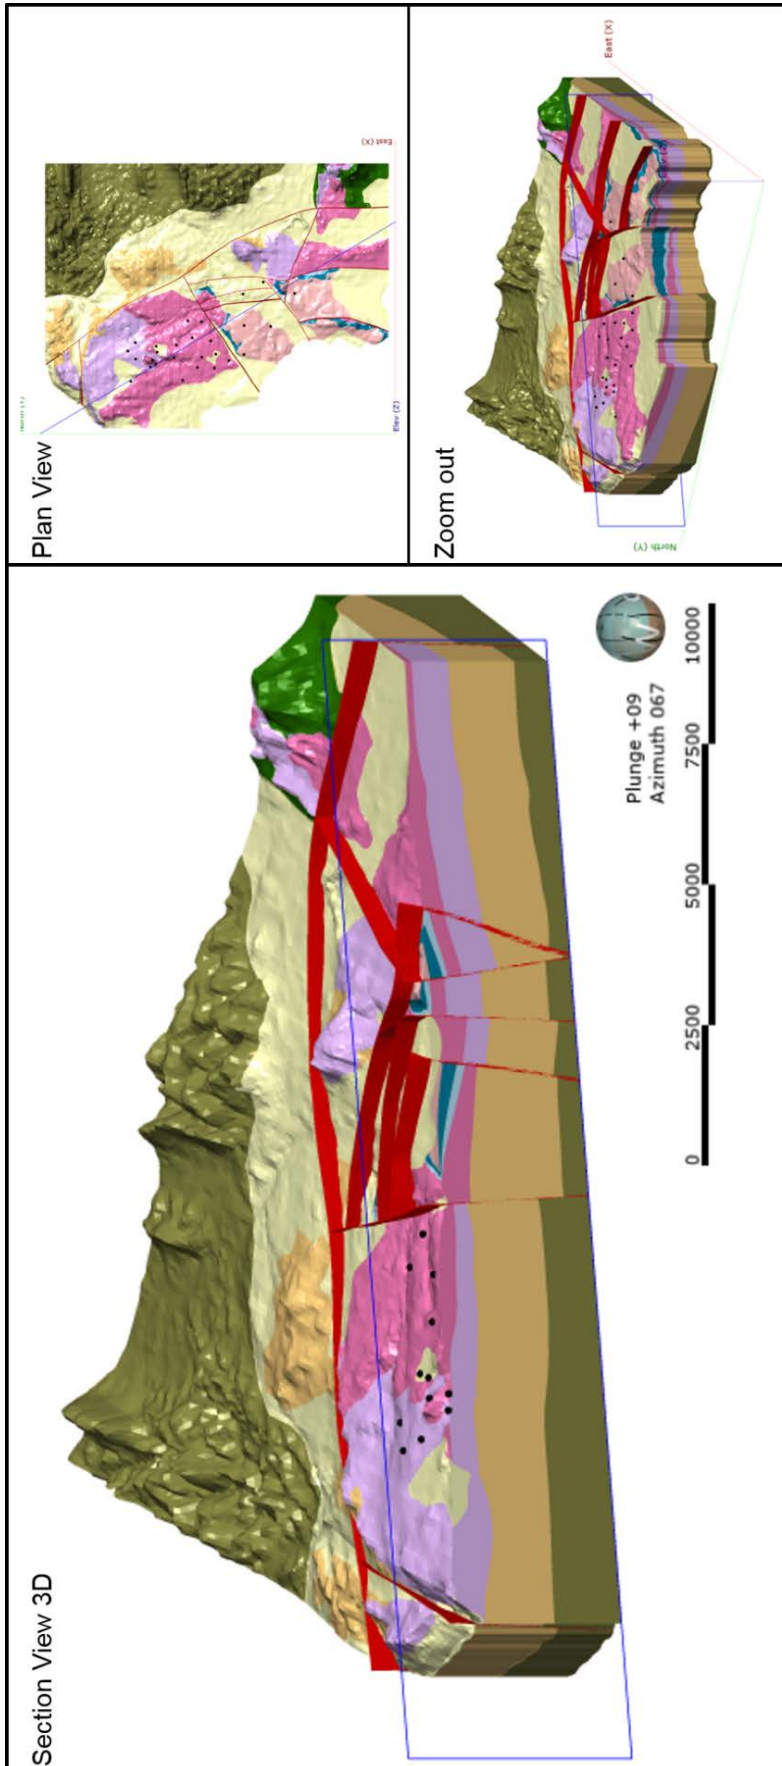 Plan View
East (X)
Elev (Z)
Zoom out
East (X)
North (Y)
Section View 3D
Plunge +09
Azimuth 067
0
2500
5000
7500
10000